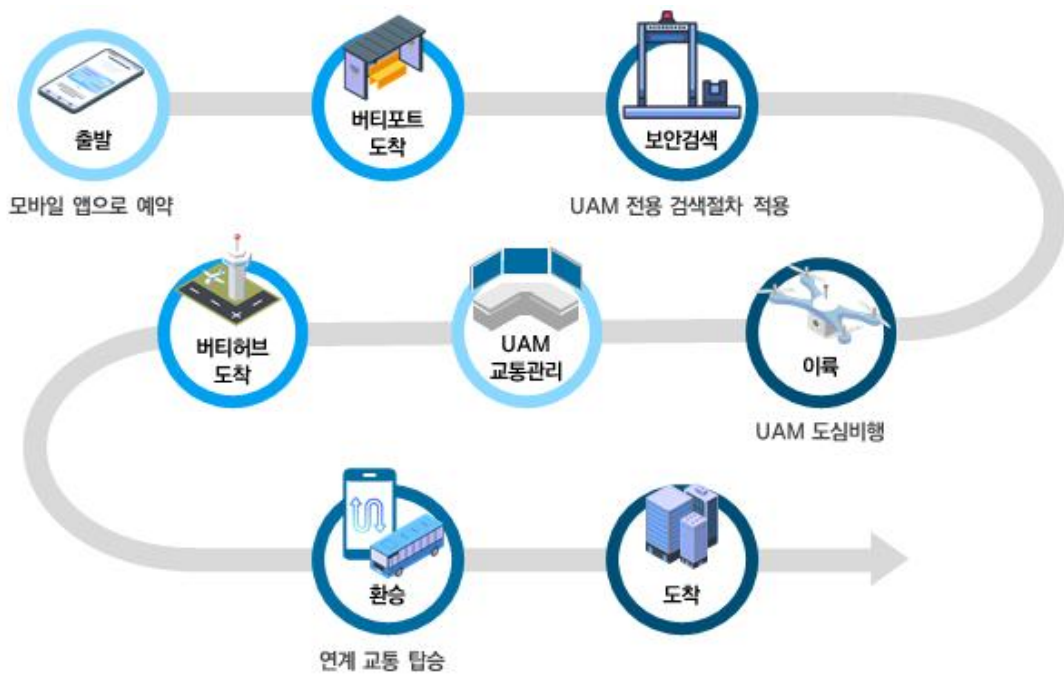 출발
모바일 앱으로 예약
버티포트
도착
보안검색
UAM 전용 검색절차 적용
이륙
UAM 도심비행
UAM
교통관리
버티허브
도착
환승
연계 교통 탑승
도착